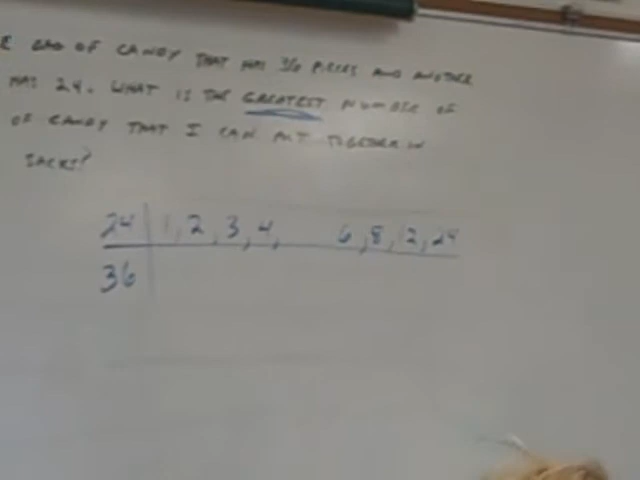 E BAG OF CANDY THAT HAS 36 PIECES AND ANOTHER
HAS 24. WHAT IS THE GREATEST NUMBER OF
OF CANDY THAT I CAN PUT TOGETHER IN
SACKS?
24 1, 2, 3, 4, 6, 8, 12, 24
36